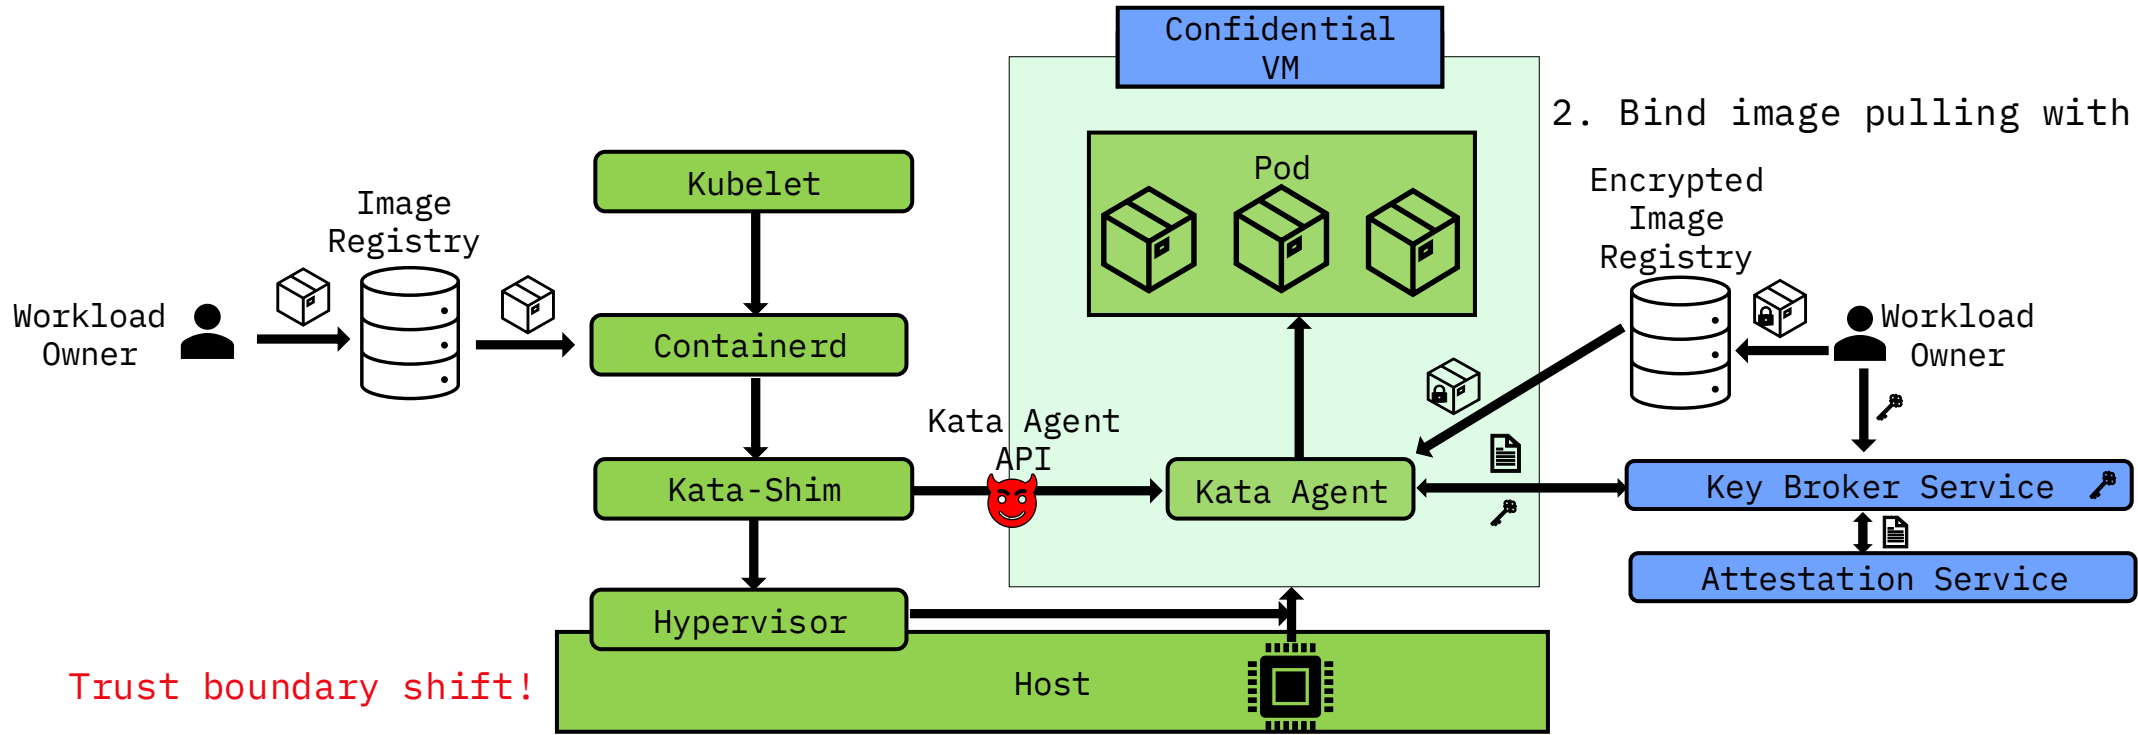 Confidential
VM
2. Bind image pulling with
Kubelet
Pod
Encrypted
Image
Registry
Image
Registry
Workload
Owner
Containerd
Workload
Owner
Kata Agent
API
Kata-Shim
Kata Agent
Key Broker Service
Attestation Service
Hypervisor
Trust boundary shift!
Host